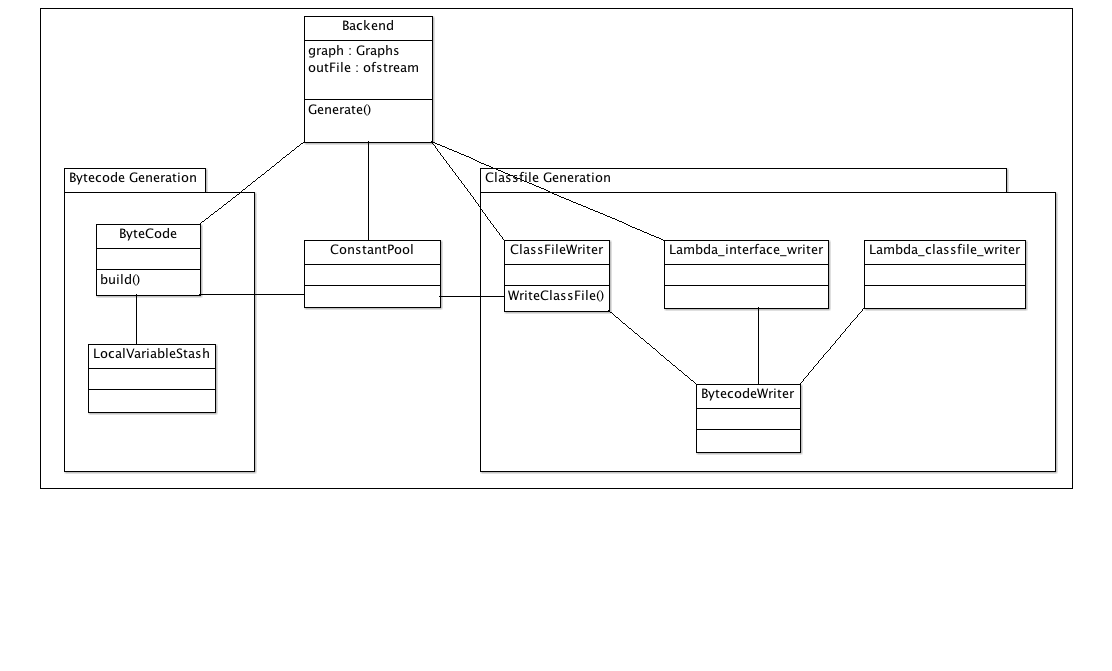 Backend
graph : Graphs
outFile : ofstream
Generate()
Bytecode Generation
Classfile Generation
ByteCode
build()
ConstantPool
ClassFileWriter
WriteClassFile()
Lambda_interface_writer
Lambda_classfile_writer
LocalVariableStash
BytecodeWriter